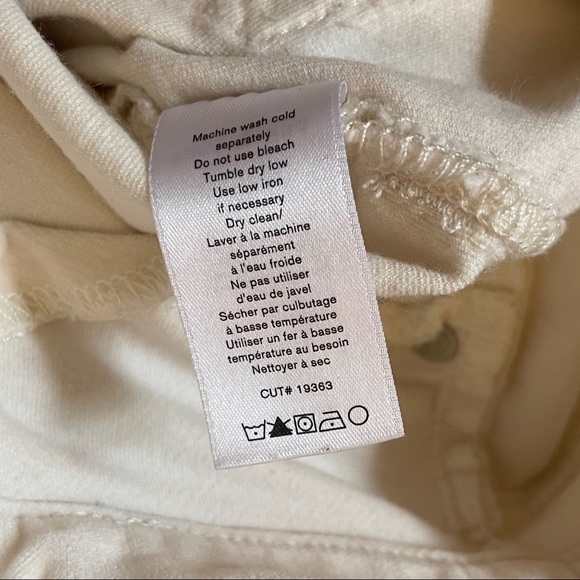 Machine wash cold
separately
Do not use bleach
Tumble dry low
Use low iron
if necessary
Dry clean/
Laver à la machine
séparément
à l'eau froide
Ne pas utiliser
d'eau de javel
Sécher par culbutage
à basse température
Utiliser un fer à basse
température au besoin
Nettoyer à sec
CUT# 19363